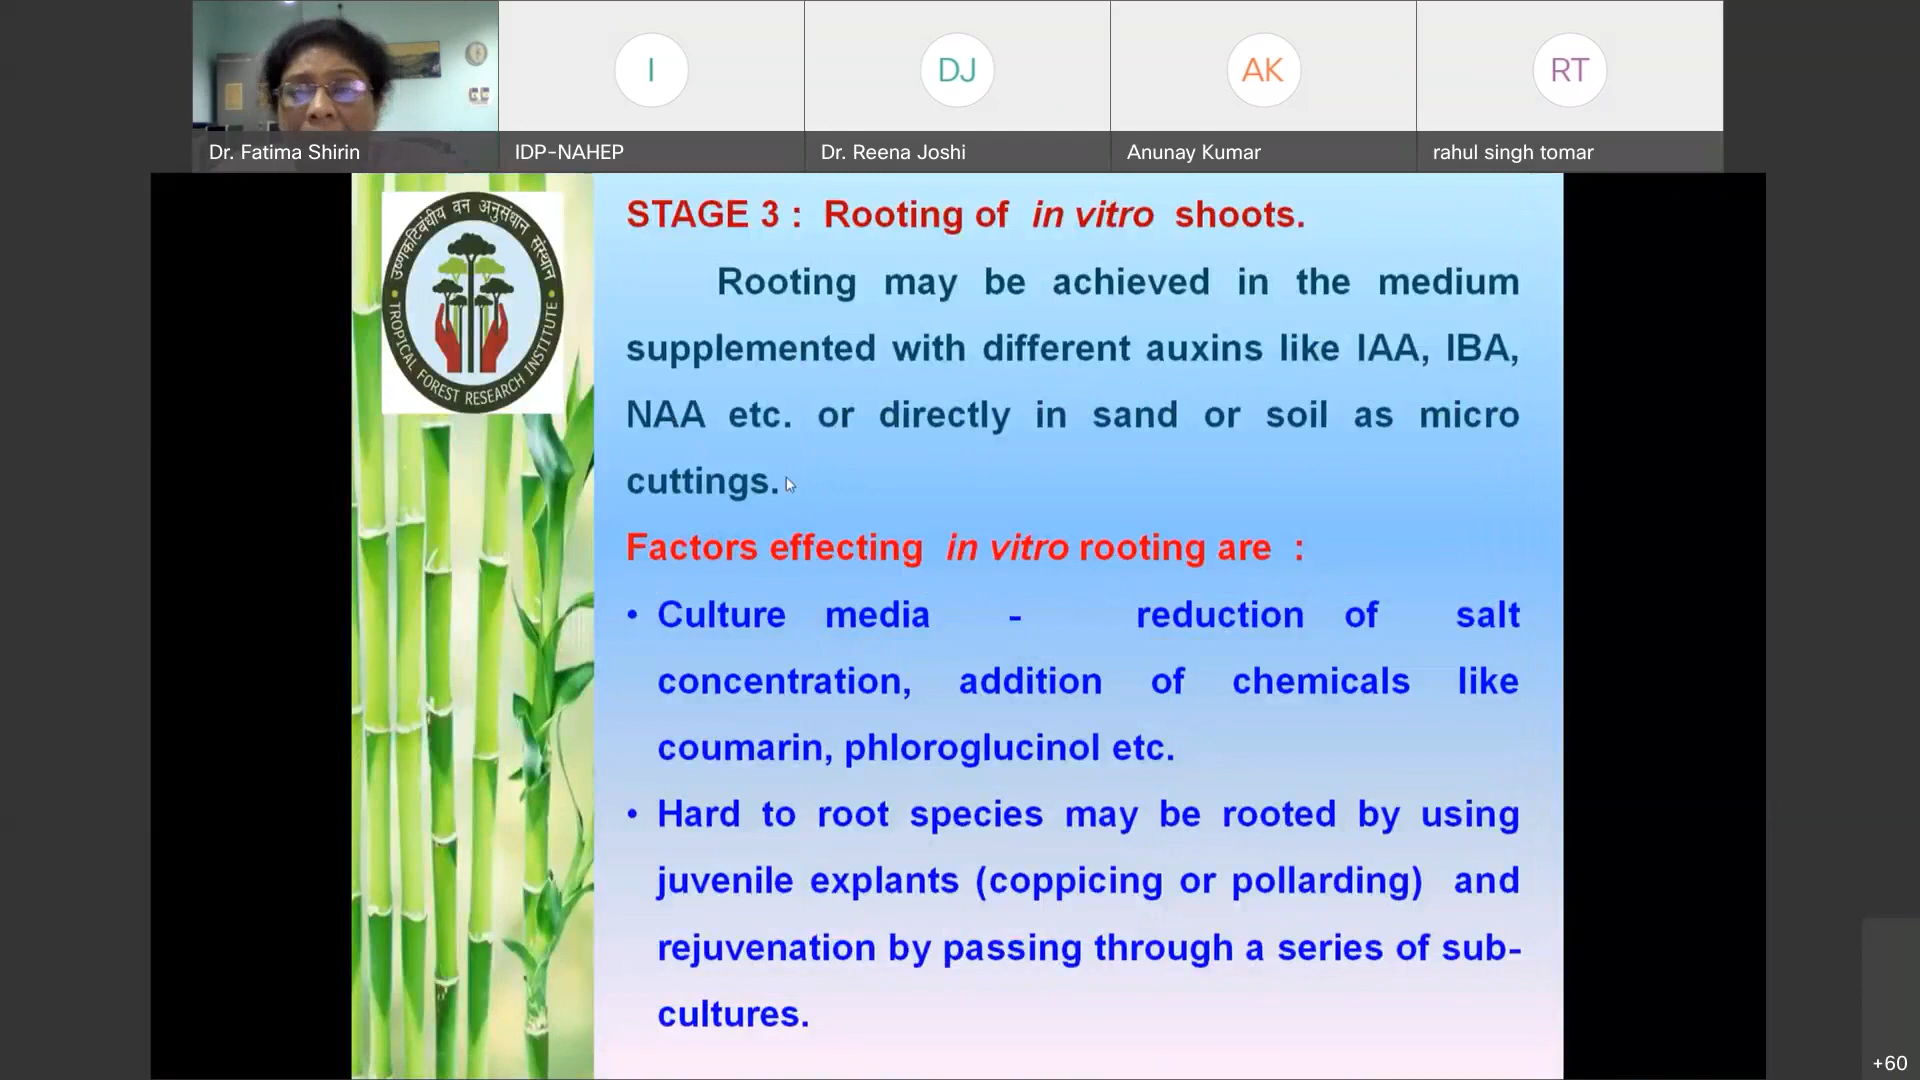 I
DJ
AK
RT
Dr. Fatima Shirin
IDP-NAHEP
Dr. Reena Joshi
Anunay Kumar
rahul singh tomar
उष्णकटिबंधीय वन अनुसंधान संस्थान
TROPICAL FOREST RESEARCH INSTITUTE
STAGE 3 : Rooting of in vitro shoots.
Rooting may be achieved in the medium
supplemented with different auxins like IAA, IBA,
NAA etc. or directly in sand or soil as micro
cuttings.
Factors effecting in vitro rooting are :
• Culture media - reduction of salt
concentration, addition of chemicals like
coumarin, phloroglucinol etc.
• Hard to root species may be rooted by using
juvenile explants (coppicing or pollarding) and
rejuvenation by passing through a series of sub-
cultures.
+60